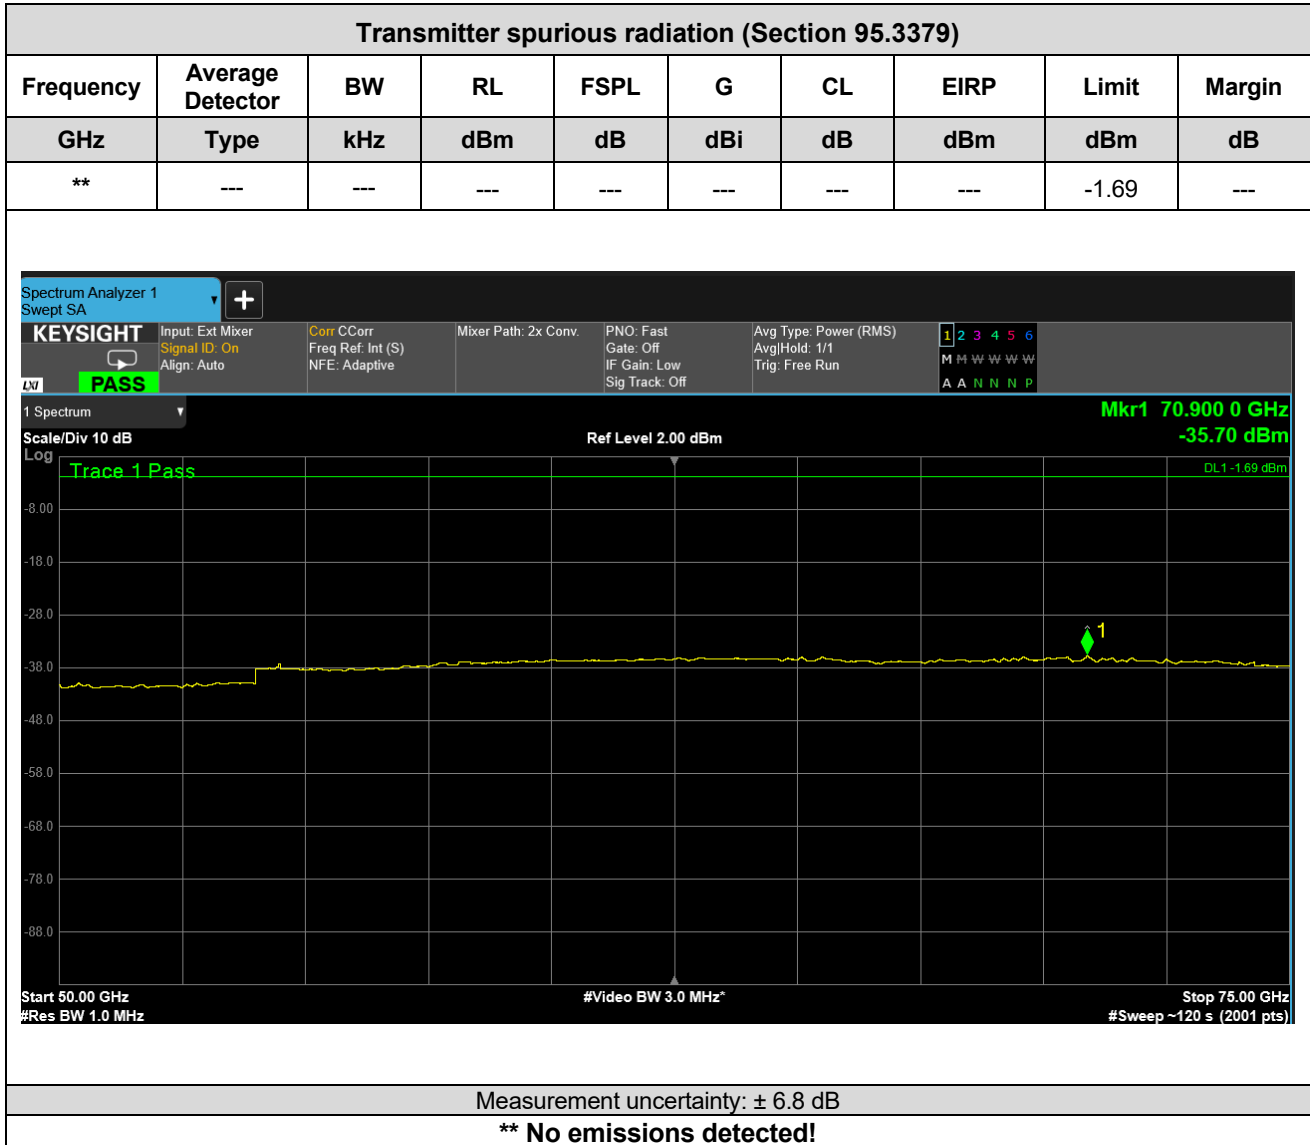 Transmitter spurious radiation (Section 95.3379)
Frequency Average Detector BW RL FSPL G CL EIRP Limit Margin
GHz Type kHz dBm dB dBi dB dBm dBm dB
** --- --- --- --- --- --- --- -1.69 ---
Spectrum Analyzer 1
Swept SA
+
KEYSIGHT Input: Ext Mixer Corr CCorr Mixer Path: 2x Conv. PNO: Fast Avg Type: Power (RMS) 1 2 3 4 5 6
Signal ID: On Freq Ref: Int (S) Gate: Off Avg|Hold: 1/1
Align: Auto NFE: Adaptive IF Gain: Low Trig: Free Run M M W W W W
LXI PASS Sig Track: Off A A N N N P
1 Spectrum Mkr1 70.900 0 GHz
Scale/Div 10 dB Ref Level 2.00 dBm -35.70 dBm
Log
Trace 1 Pass DL1 -1.69 dBm
-8.00
-18.0
-28.0
1
-38.0
-48.0
-58.0
-68.0
-78.0
-88.0
Start 50.00 GHz #Video BW 3.0 MHz* Stop 75.00 GHz
#Res BW 1.0 MHz #Sweep ~120 s (2001 pts)
Measurement uncertainty: ± 6.8 dB
** No emissions detected!